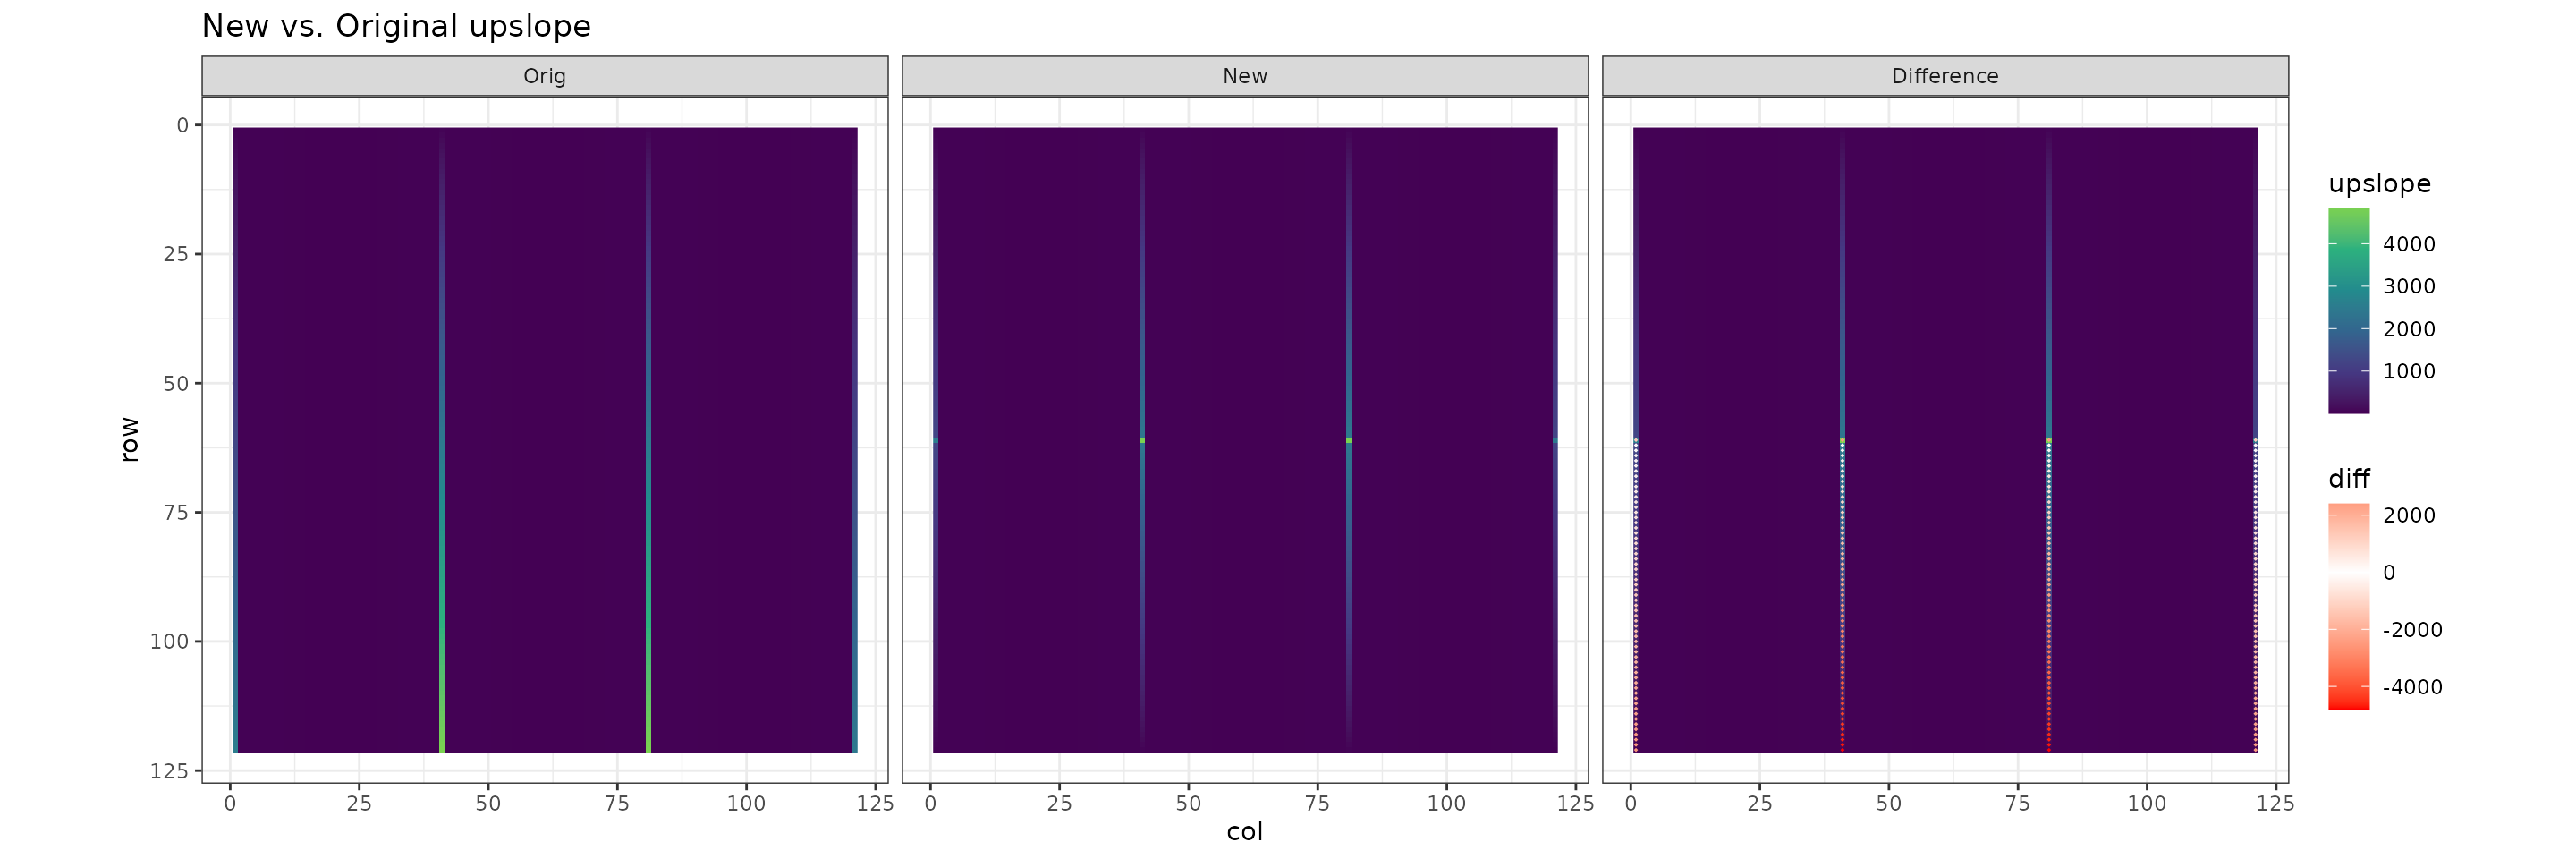 New vs. Original upslope
Orig
New
Difference
0
25
50
75
100
125
row
0 25 50 75 100 125
0 25 50 75 100 125
0 25 50 75 100 125
col
upslope
4000
3000
2000
1000
diff
2000
0
-2000
-4000